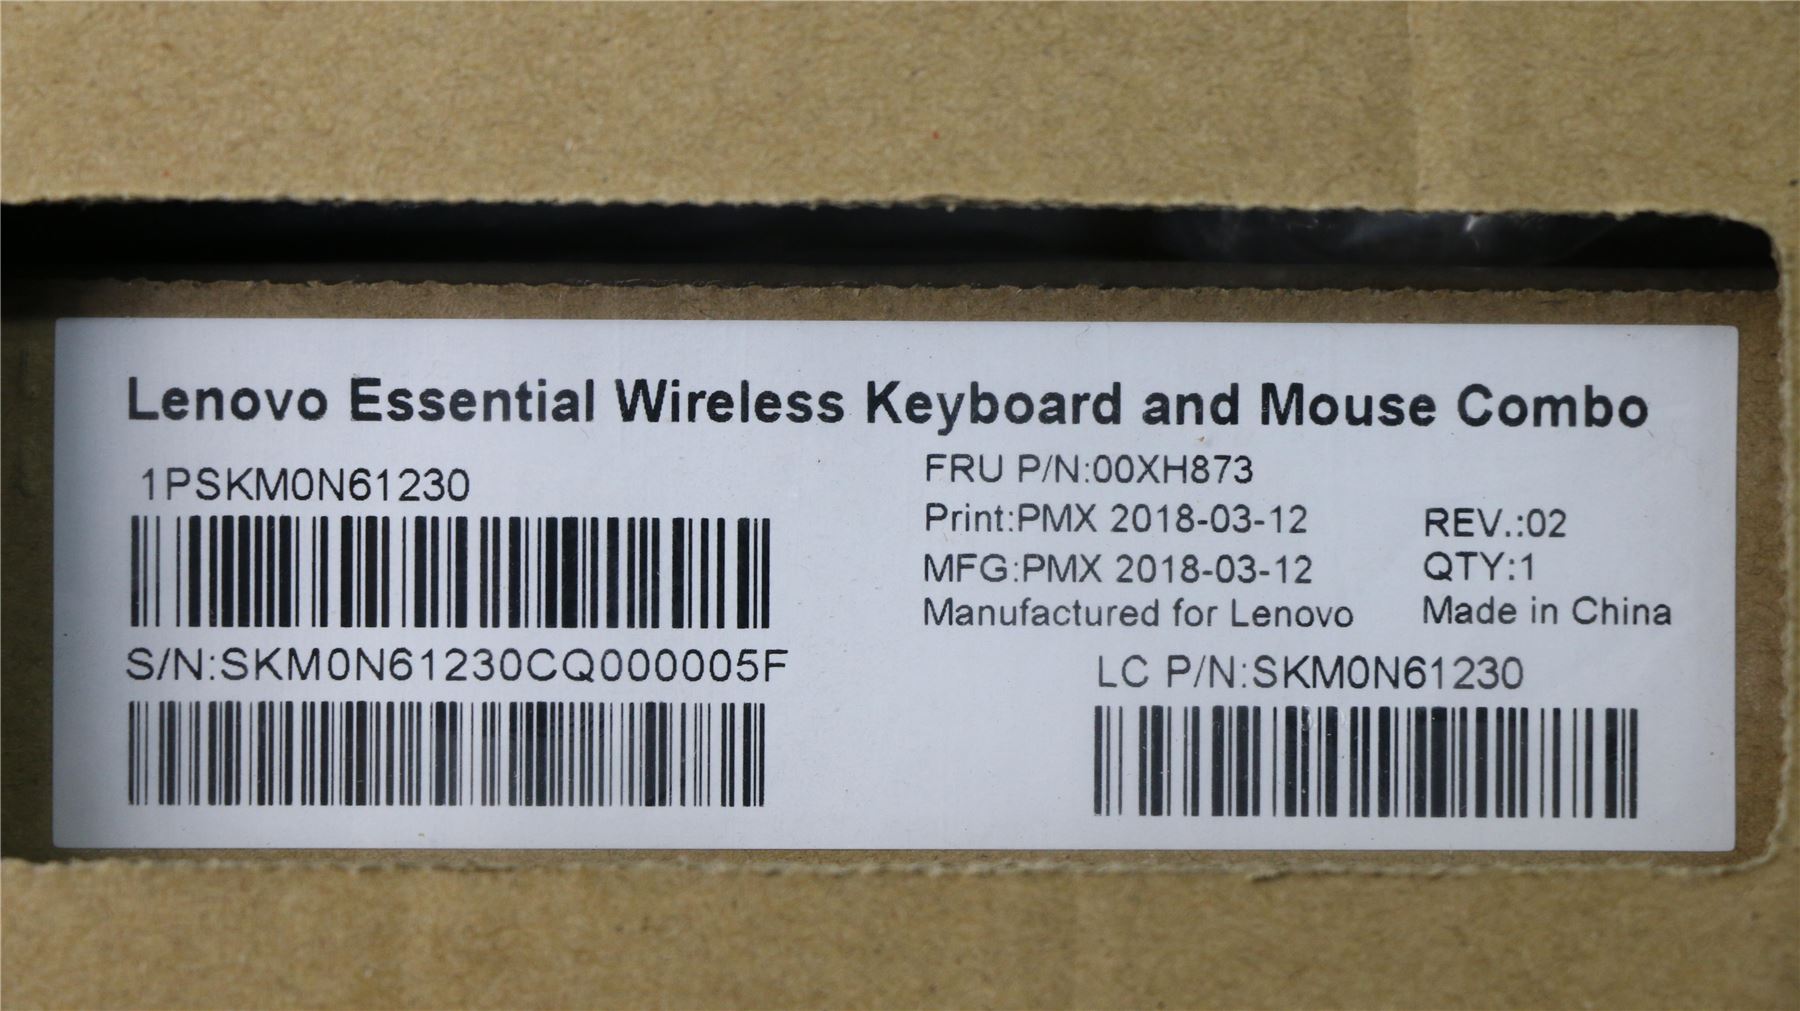 Lenovo Essential Wireless Keyboard and Mouse Combo
1PSKM0N61230
S/N:SKM0N61230CQ000005F
FRU P/N:00XH873
Print:PMX 2018-03-12
MFG:PMX 2018-03-12
Manufactured for Lenovo
REV.:02
QTY:1
Made in China
LC P/N:SKM0N61230